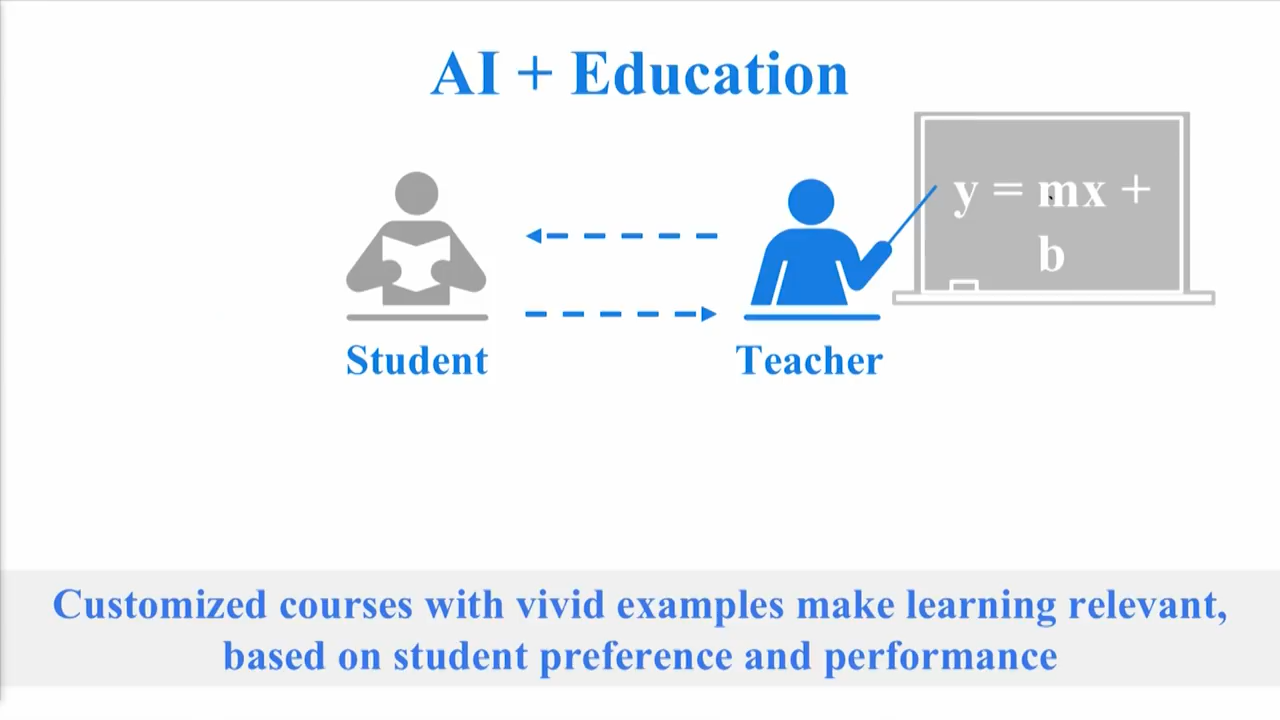 AI + Education
y = mx +
b
Student
Teacher
Customized courses with vivid examples make learning relevant,
based on student preference and performance